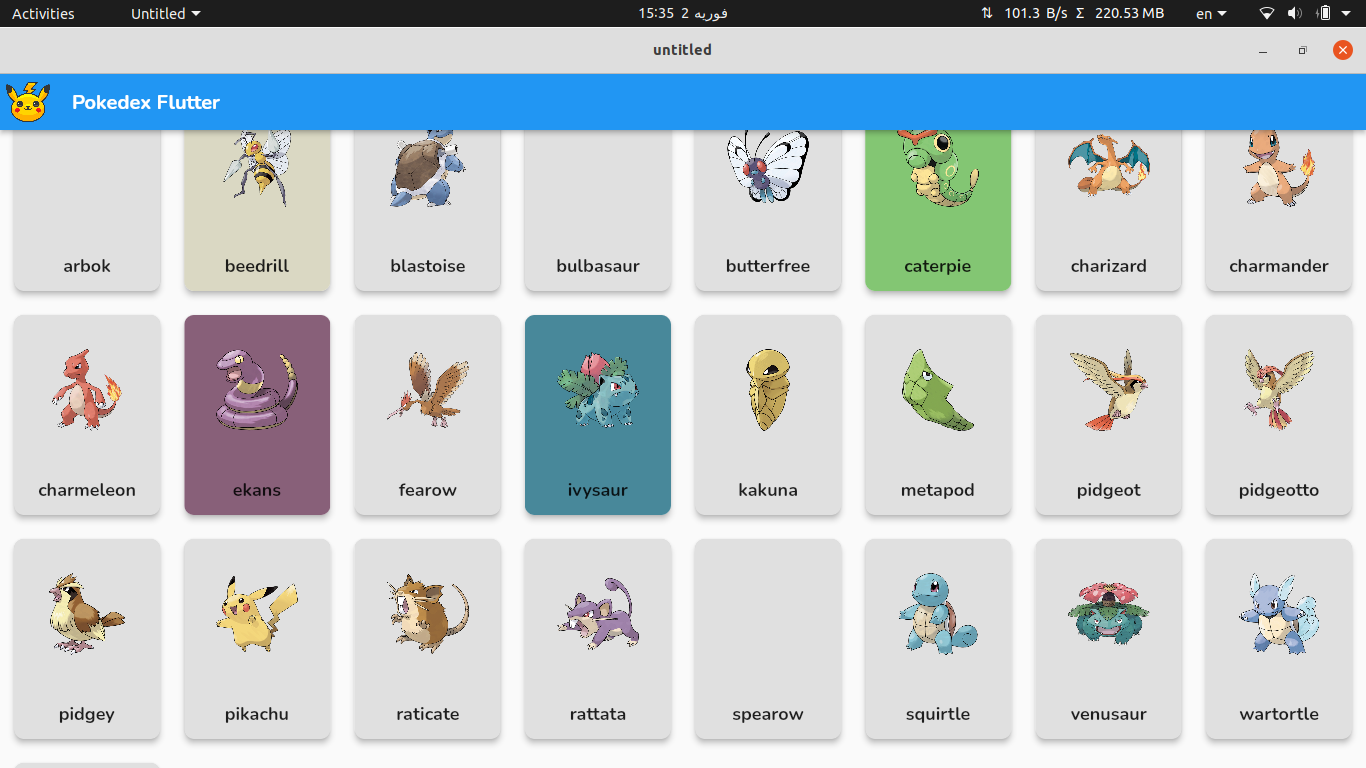 Activities Untitled 15:35 2 فوریه 101.3 B/s Σ 220.53 MB en
untitled
Pokedex Flutter
arbok beedrill blastoise bulbasaur butterfree caterpie charizard charmander
charmeleon ekans fearow ivysaur kakuna metapod pidgeot pidgeotto
pidgey pikachu raticate rattata spearow squirtle venusaur wartortle